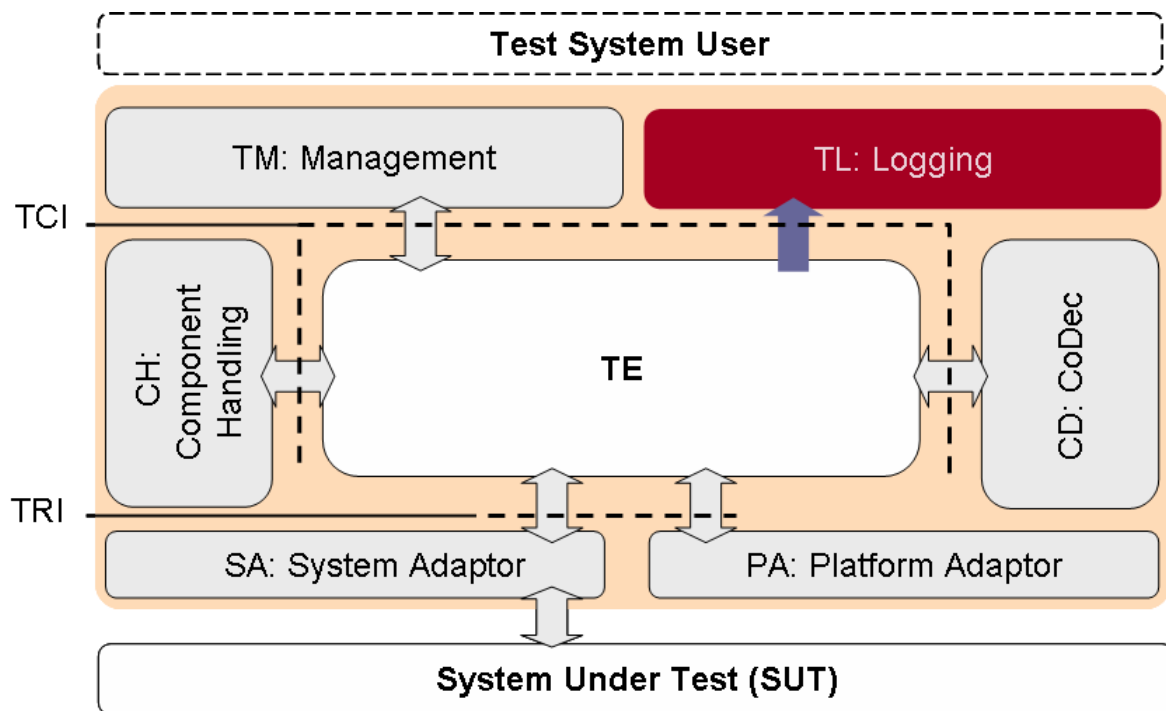 Test System User
TM: Management
TL: Logging
TCI
CH:
Component
Handling
TE
CD: CoDec
TRI
SA: System Adaptor
PA: Platform Adaptor
System Under Test (SUT)